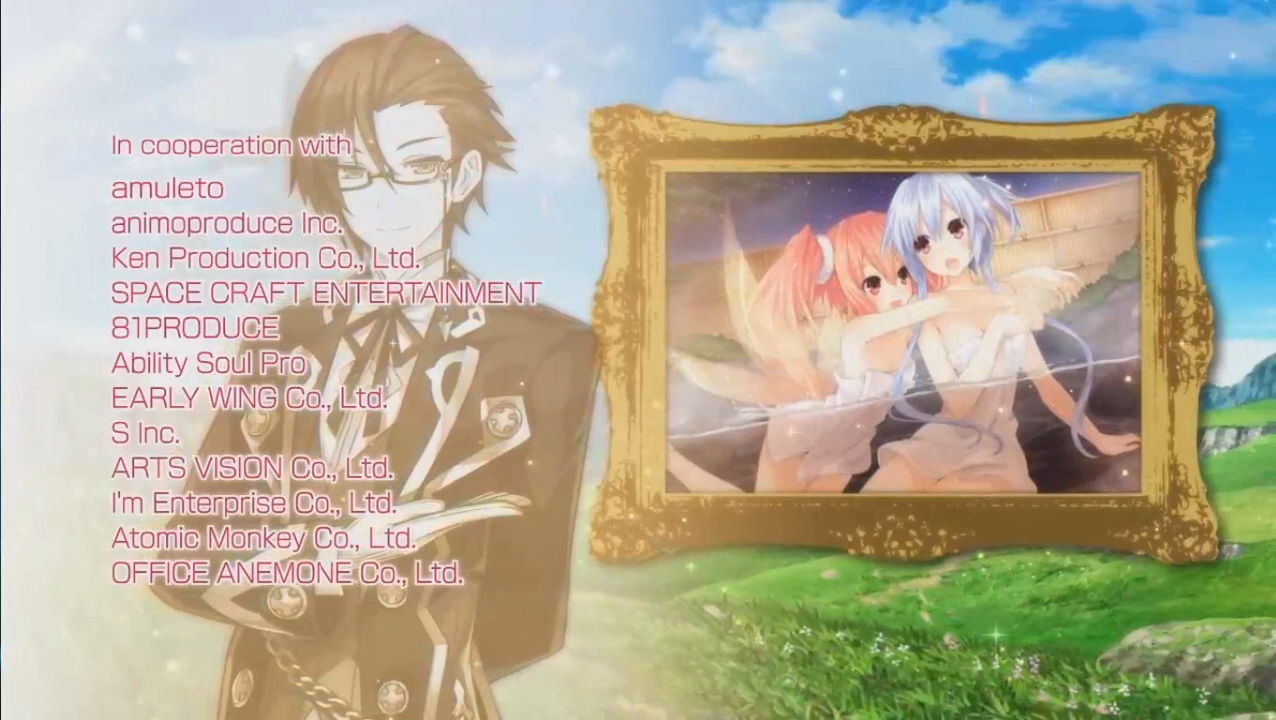 In cooperation with
amuleto
animoproduce Inc.
Ken Production Co., Ltd.
SPACE CRAFT ENTERTAINMENT
81PRODUCE
Ability Soul Pro
EARLY WING Co., Ltd.
S Inc.
ARTS VISION Co., Ltd.
I'm Enterprise Co., Ltd.
Atomic Monkey Co., Ltd.
OFFICE ANEMONE Co., Ltd.